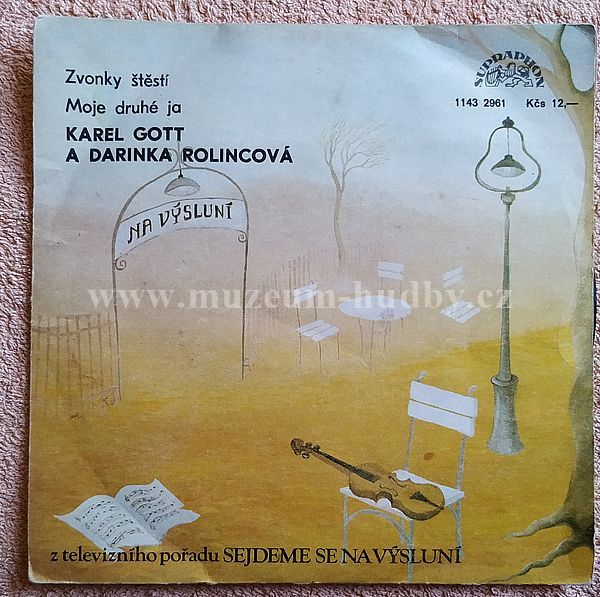 Zvonky štěstí
Moje druhé ja
KAREL GOTT
A DARINKA ROLINCOVÁ
SUPRAPHON
1143 2961 Kčs 12,—
NA VÝSLUNÍ
www.muzeum-hudby.cz
z televizního pořadu SEJDEME SE NA VÝSLUNÍ